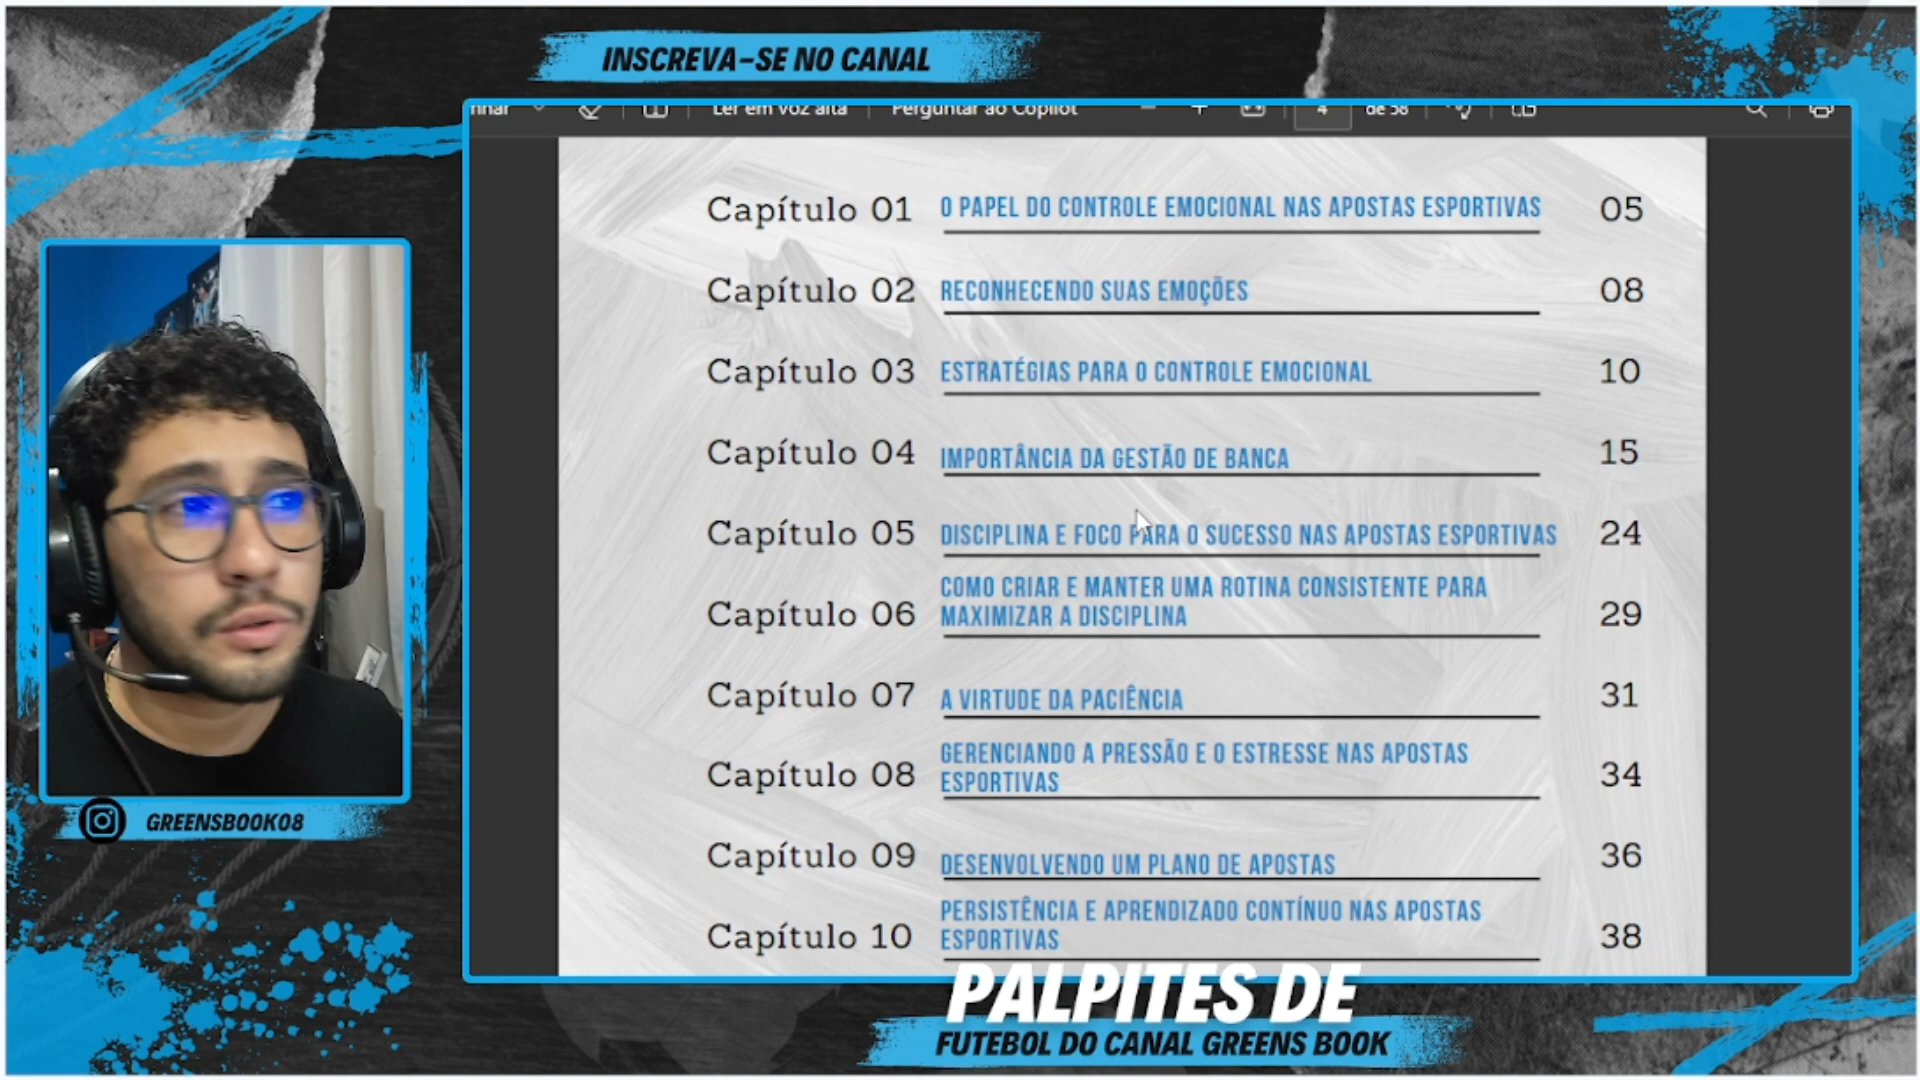 INSCREVA-SE NO CANAL
Ler em voz alta
Perguntar ao Copilot
4
de 58
Capítulo 01 O PAPEL DO CONTROLE EMOCIONAL NAS APOSTAS ESPORTIVAS 05
Capítulo 02 RECONHECENDO SUAS EMOÇÕES 08
Capítulo 03 ESTRATÉGIAS PARA O CONTROLE EMOCIONAL 10
Capítulo 04 IMPORTÂNCIA DA GESTÃO DE BANCA 15
Capítulo 05 DISCIPLINA E FOCO PARA O SUCESSO NAS APOSTAS ESPORTIVAS 24
COMO CRIAR E MANTER UMA ROTINA CONSISTENTE PARA
Capítulo 06 MAXIMIZAR A DISCIPLINA 29
Capítulo 07 A VIRTUDE DA PACIÊNCIA 31
GERENCIANDO A PRESSÃO E O ESTRESSE NAS APOSTAS
Capítulo 08 ESPORTIVAS 34
Capítulo 09 DESENVOLVENDO UM PLANO DE APOSTAS 36
PERSISTÊNCIA E APRENDIZADO CONTÍNUO NAS APOSTAS
Capítulo 10 ESPORTIVAS 38
GREENSBOOK08
PALPITES DE
FUTEBOL DO CANAL GREENS BOOK